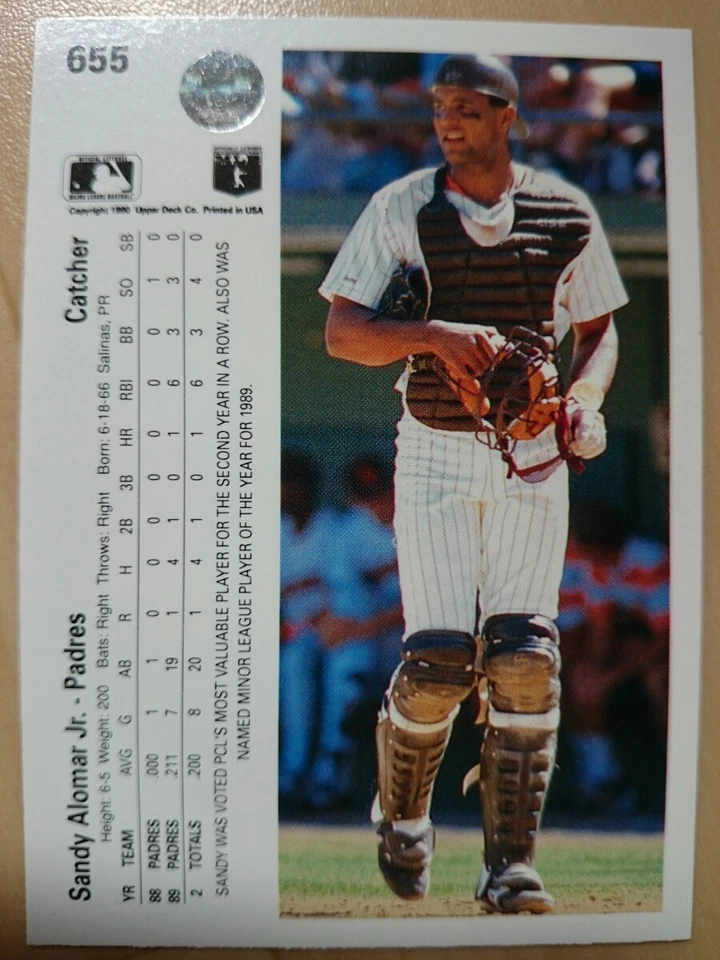 655
OFFICIAL LICENSEE
MAJOR LEAGUE BASEBALL
Copyright 1990 Upper Deck Co. Printed in USA
Sandy Alomar Jr. - Padres Catcher
Height: 6-5 Weight: 200 Bats: Right Throws: Right Born: 6-18-66 Salinas, PR
YR TEAM AVG G AB R H 2B 3B HR RBI BB SO SB
88 PADRES .000 1 1 0 0 0 0 0 0 0 1 0
89 PADRES .211 7 19 1 4 1 0 1 6 3 3 0
2 TOTALS .200 8 20 1 4 1 0 1 6 3 4 0
SANDY WAS VOTED PCL'S MOST VALUABLE PLAYER FOR THE SECOND YEAR IN A ROW. ALSO WAS
NAMED MINOR LEAGUE PLAYER OF THE YEAR FOR 1989.